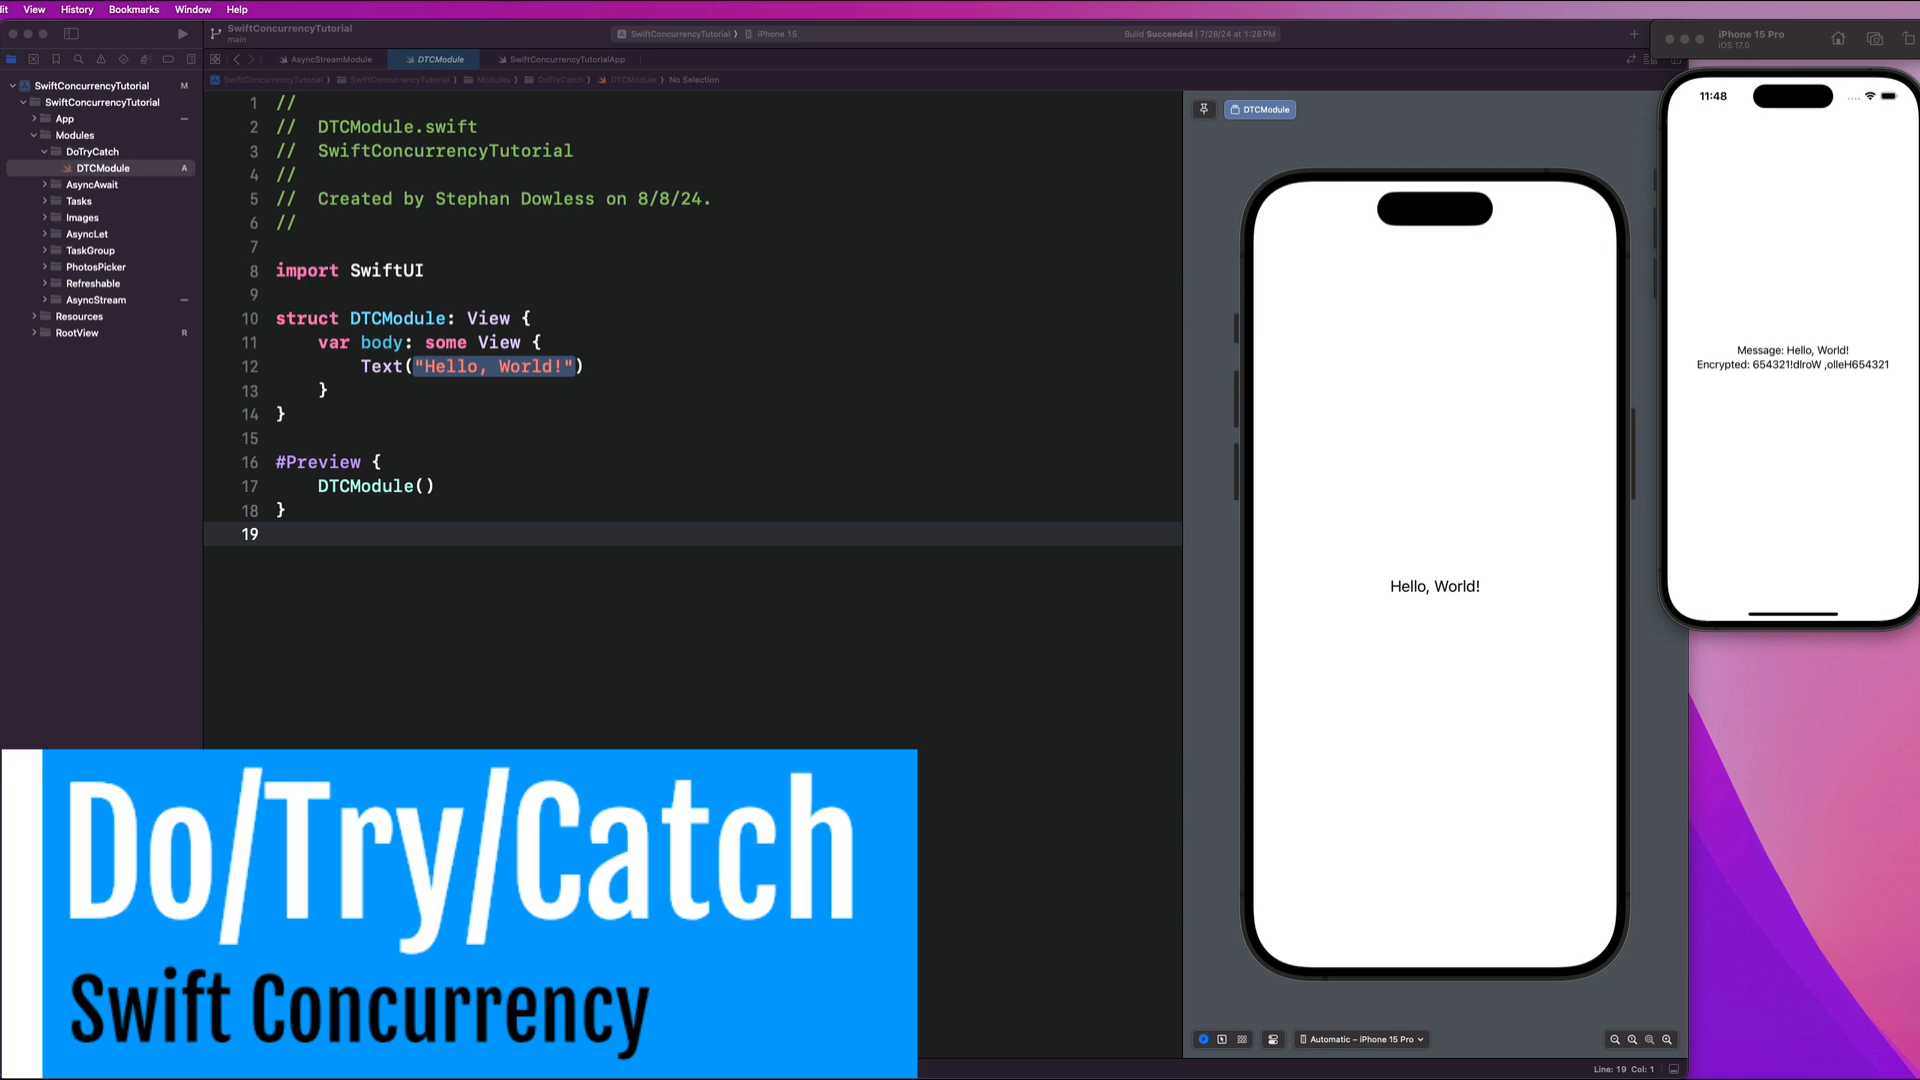 it View History Bookmarks Window Help
SwiftConcurrencyTutorial
main
SwiftConcurrencyTutorial iPhone 15
Build Succeeded | 7/28/24 at 1:28 PM
AsyncStreamModule DTCModule SwiftConcurrencyTutorialApp
SwiftConcurrencyTutorial SwiftConcurrencyTutorial Modules DoTryCatch DTCModule No Selection
SwiftConcurrencyTutorial M
SwiftConcurrencyTutorial
App
Modules
DoTryCatch
DTCModule A
AsyncAwait
Tasks
Images
AsyncLet
TaskGroup
PhotosPicker
Refreshable
AsyncStream
Resources
RootView R
1 //
2 // DTCModule.swift
3 // SwiftConcurrencyTutorial
4 //
5 // Created by Stephan Dowless on 8/8/24.
6 //
7
8 import SwiftUI
9
10 struct DTCModule: View {
11 var body: some View {
12 Text("Hello, World!")
13 }
14 }
15
16 #Preview {
17 DTCModule()
18 }
19
DTCModule
Hello, World!
Automatic – iPhone 15 Pro
Line: 19 Col: 1
iPhone 15 Pro
iOS 17.0
11:48
Message: Hello, World!
Encrypted: 654321!dlroW ,olleH654321
Do/Try/Catch
Swift Concurrency